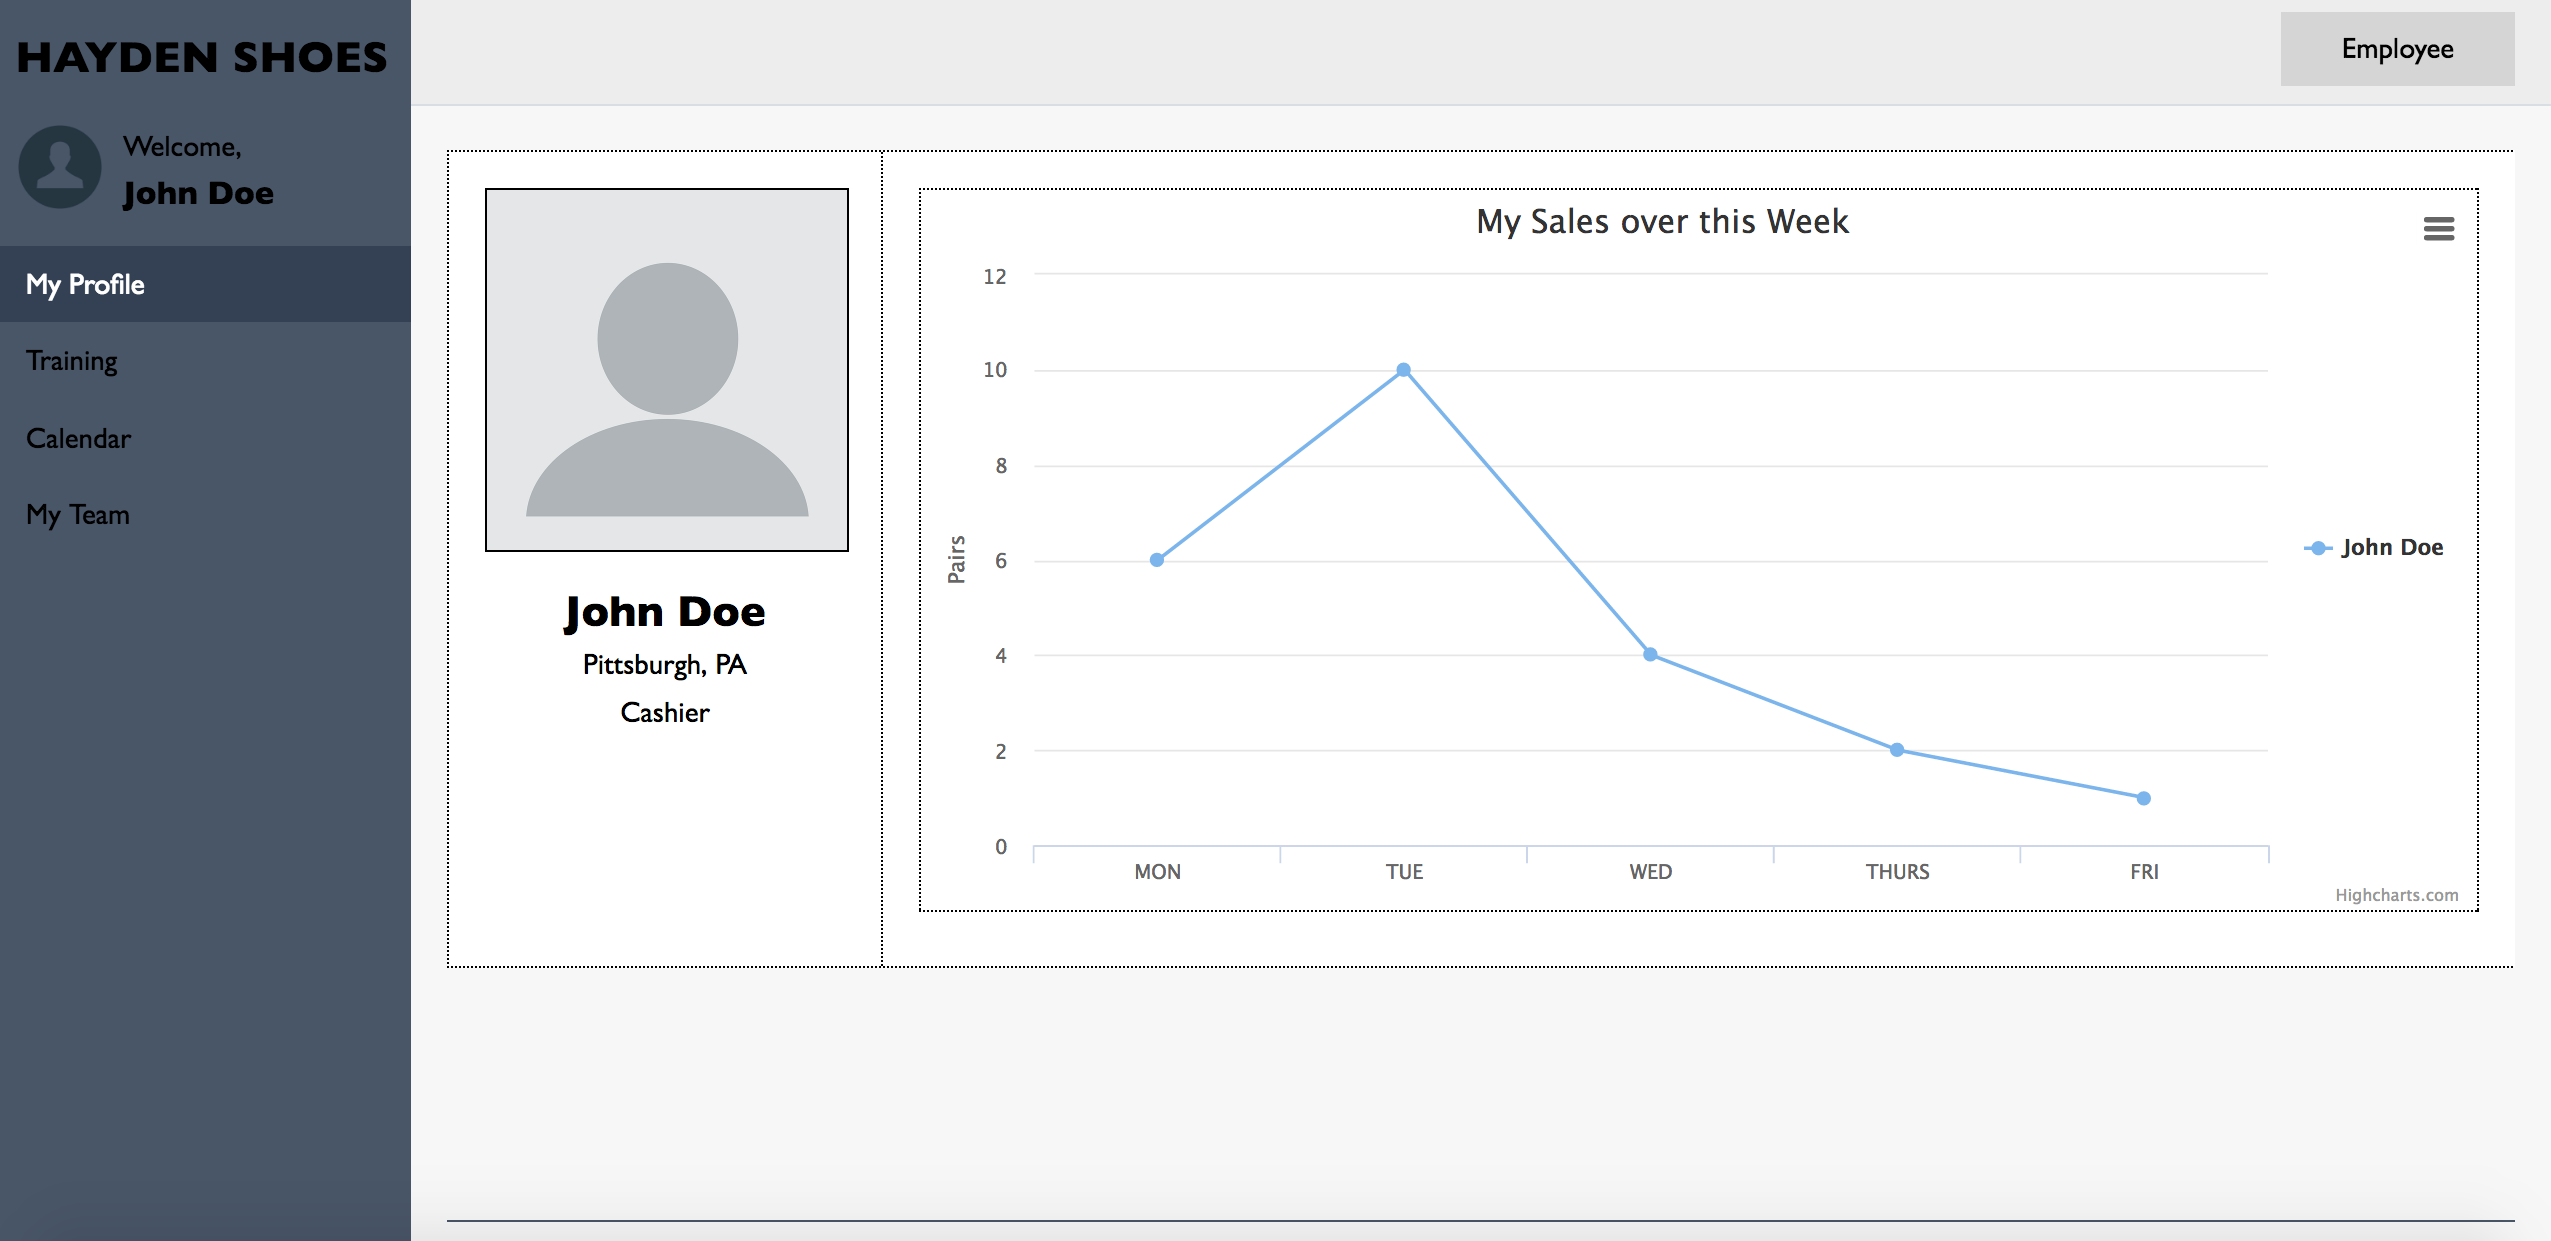 HAYDEN SHOES
Welcome,
John Doe
My Profile
Training
Calendar
My Team
Employee
John Doe
Pittsburgh, PA
Cashier
My Sales over this Week
Pairs
12
10
8
6
4
2
0
MON TUE WED THURS FRI
John Doe
Highcharts.com